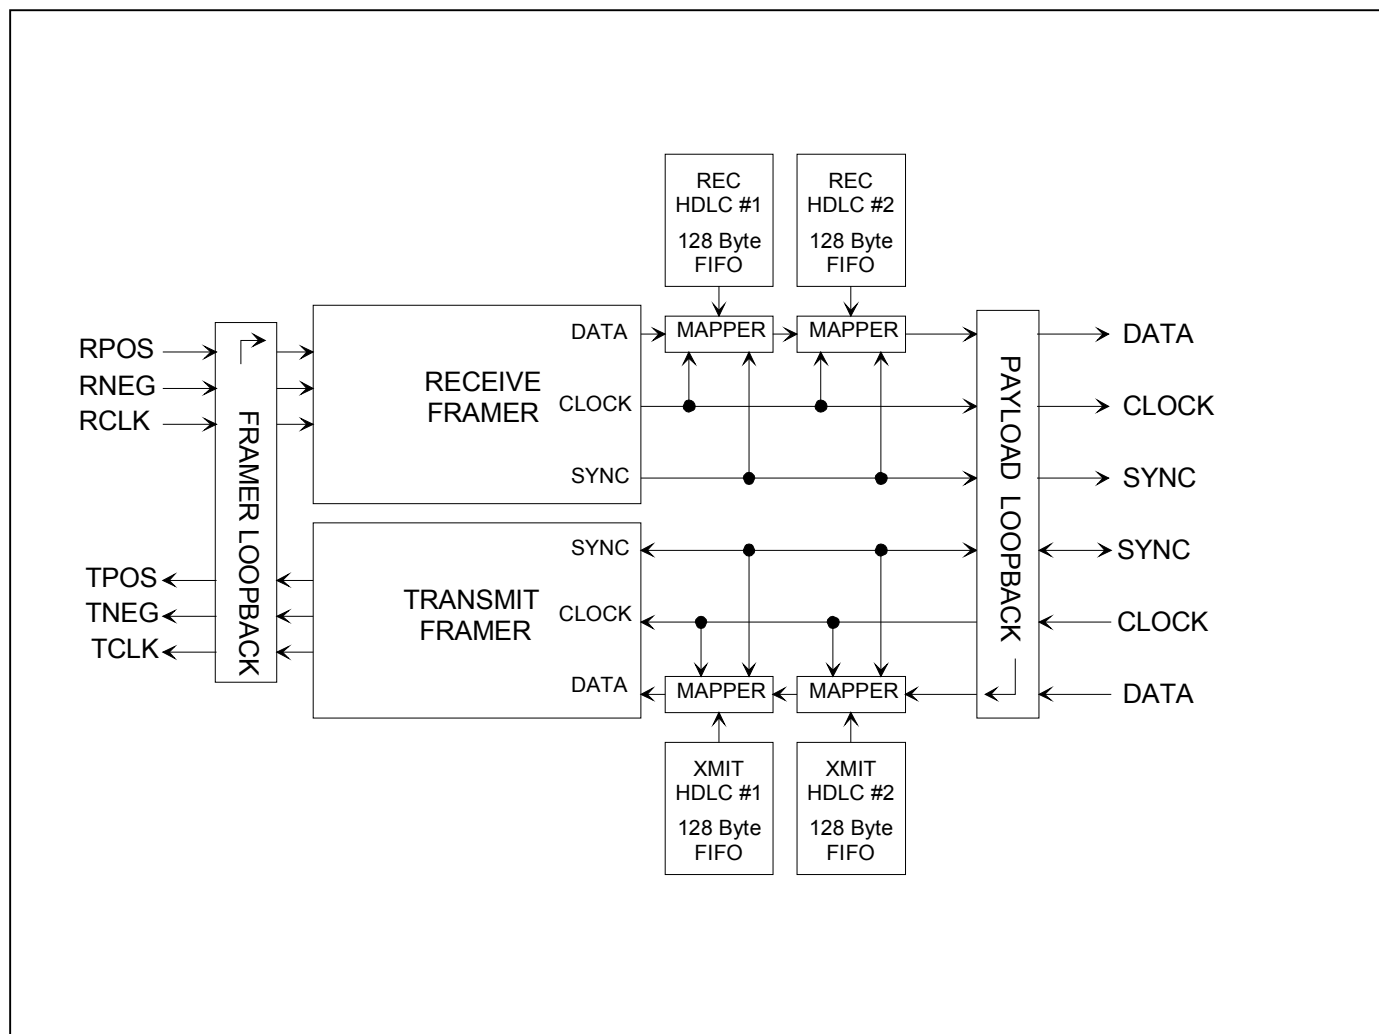 REC
HDLC #1
128 Byte
FIFO
REC
HDLC #2
128 Byte
FIFO
RPOS
RNEG
RCLK
FRAMER LOOPBACK
RECEIVE
FRAMER
DATA
CLOCK
SYNC
MAPPER
MAPPER
PAYLOAD LOOPBACK
DATA
CLOCK
SYNC
TPOS
TNEG
TCLK
TRANSMIT
FRAMER
SYNC
CLOCK
DATA
MAPPER
MAPPER
SYNC
CLOCK
DATA
XMIT
HDLC #1
128 Byte
FIFO
XMIT
HDLC #2
128 Byte
FIFO